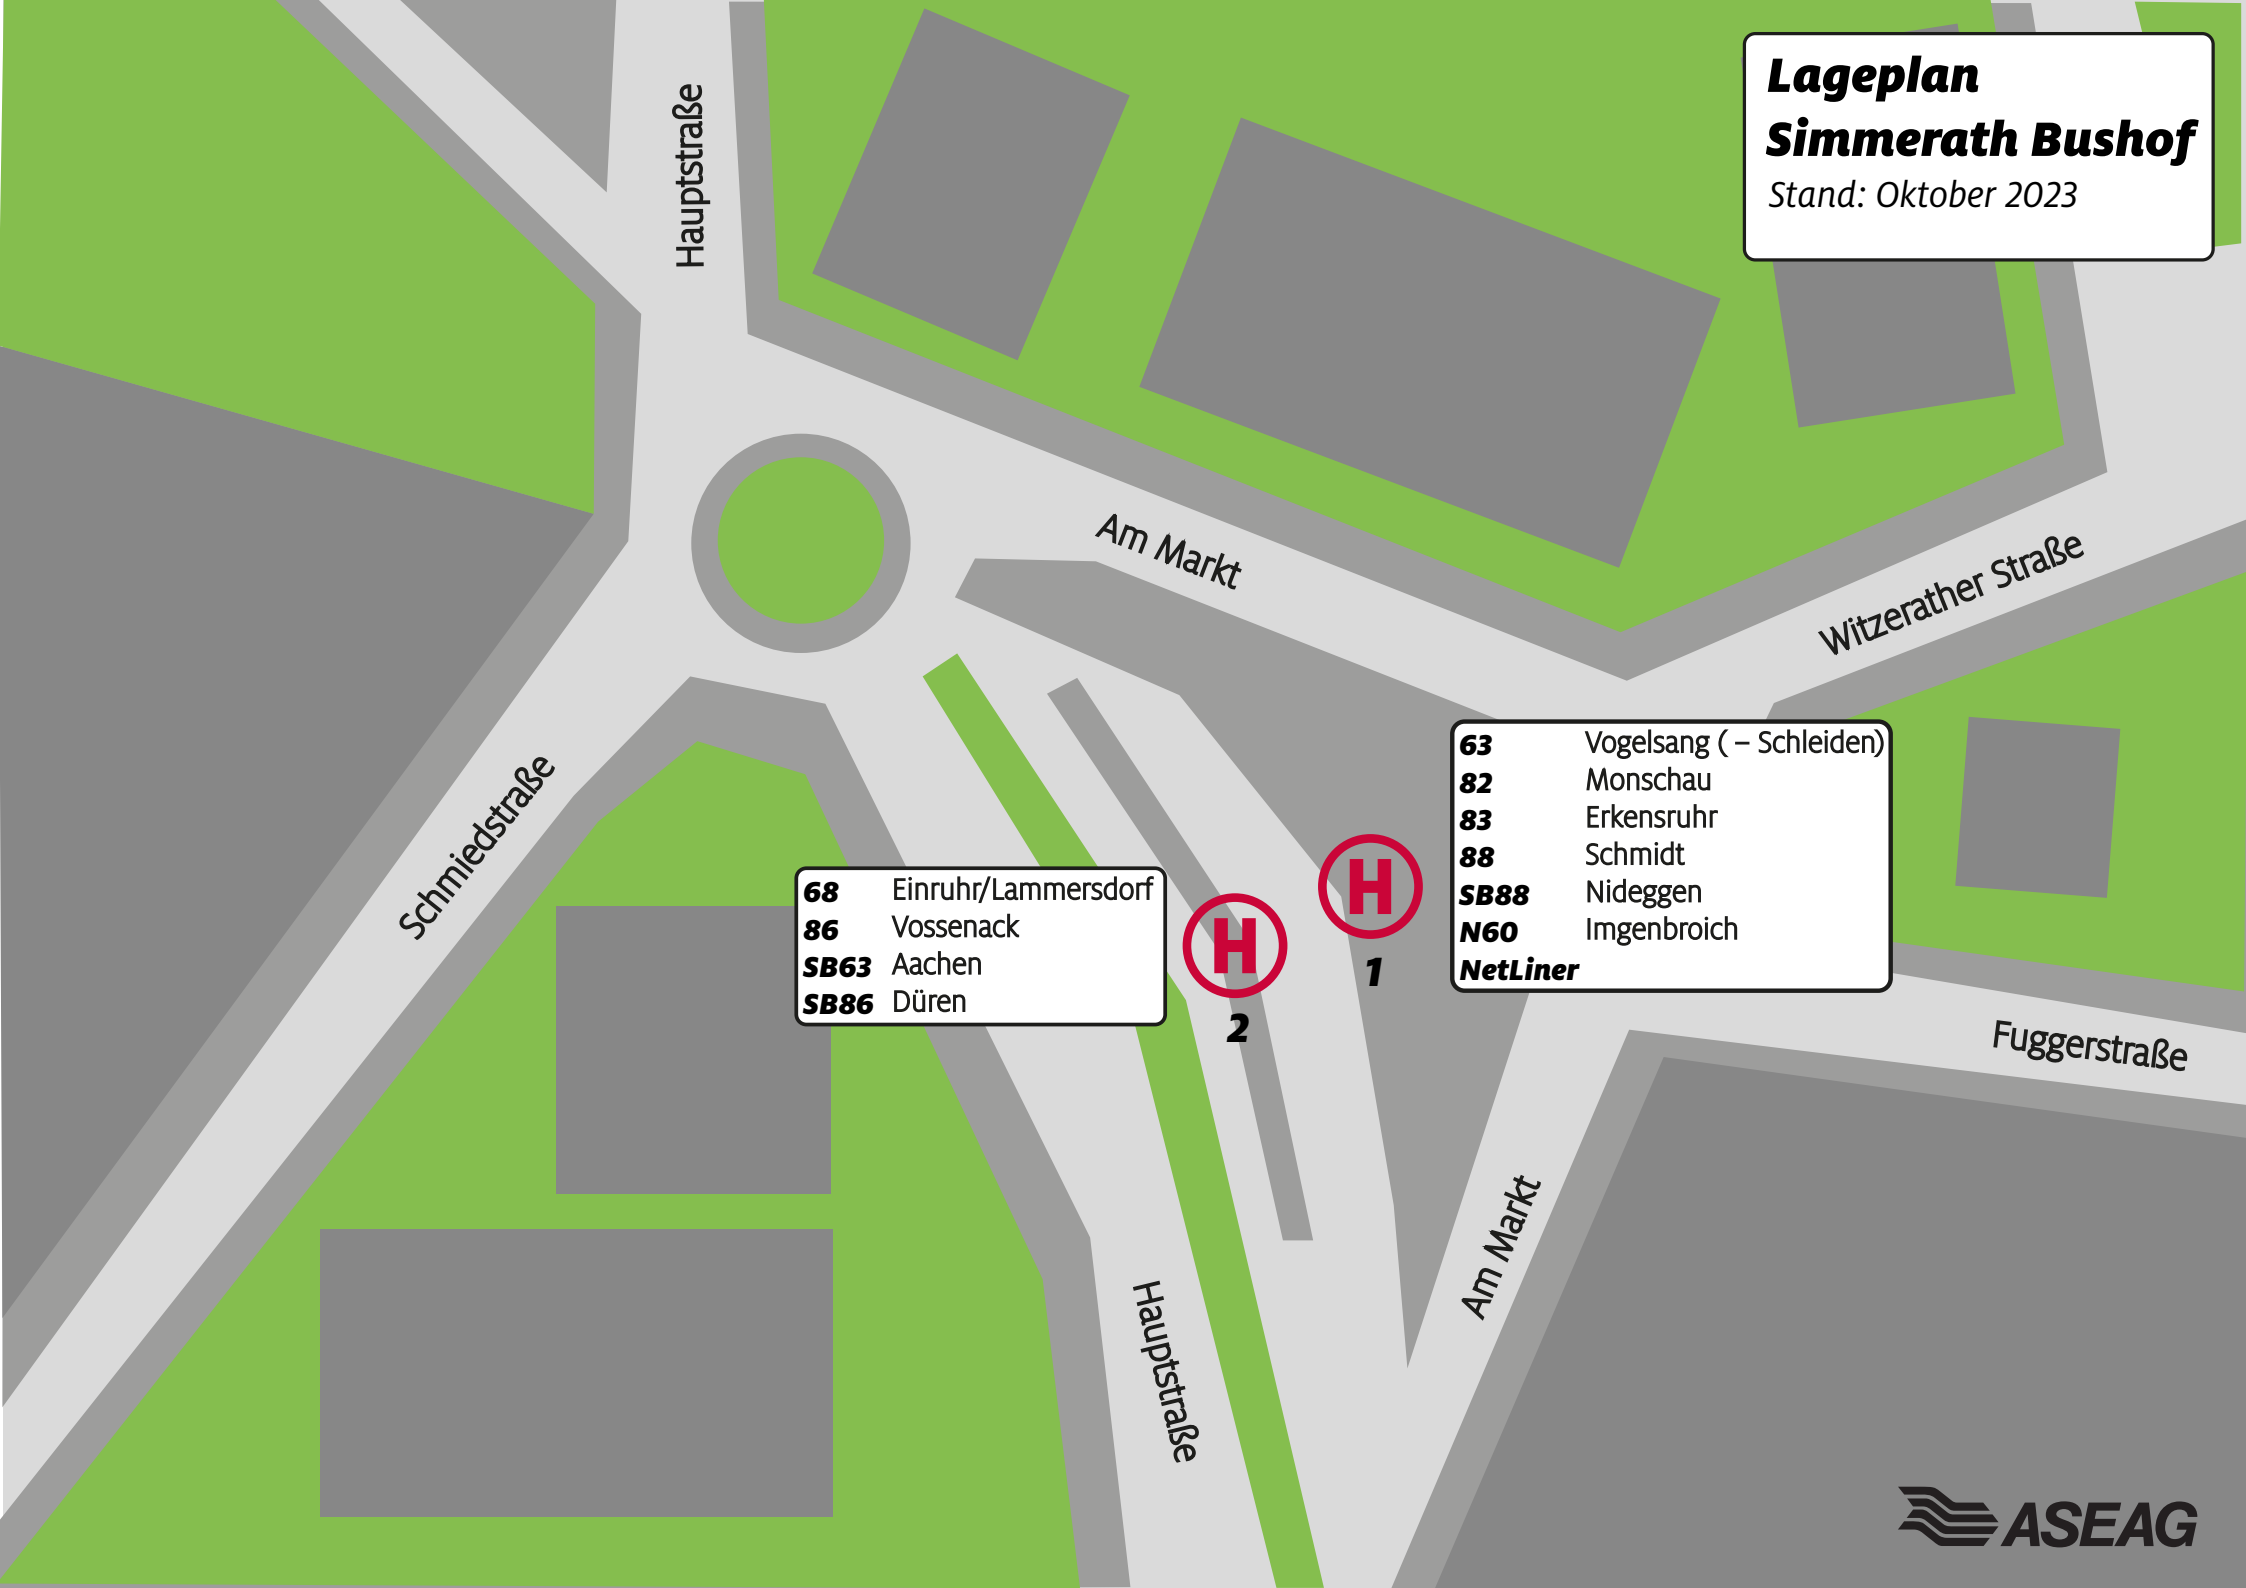 Lageplan
Simmerath Bushof
Stand: Oktober 2023
Hauptstraße
Am Markt
Witzerather Straße
63 Vogelsang ( – Schleiden)
82 Monschau
83 Erkensruhr
88 Schmidt
SB88 Nideggen
N60 Imgenbroich
NetLiner
Schmiedstraße
68 Einruhr/Lammersdorf
86 Vossenack
SB63 Aachen
SB86 Düren
H
1
H
2
Fuggerstraße
Am Markt
Hauptstraße
ASEAG